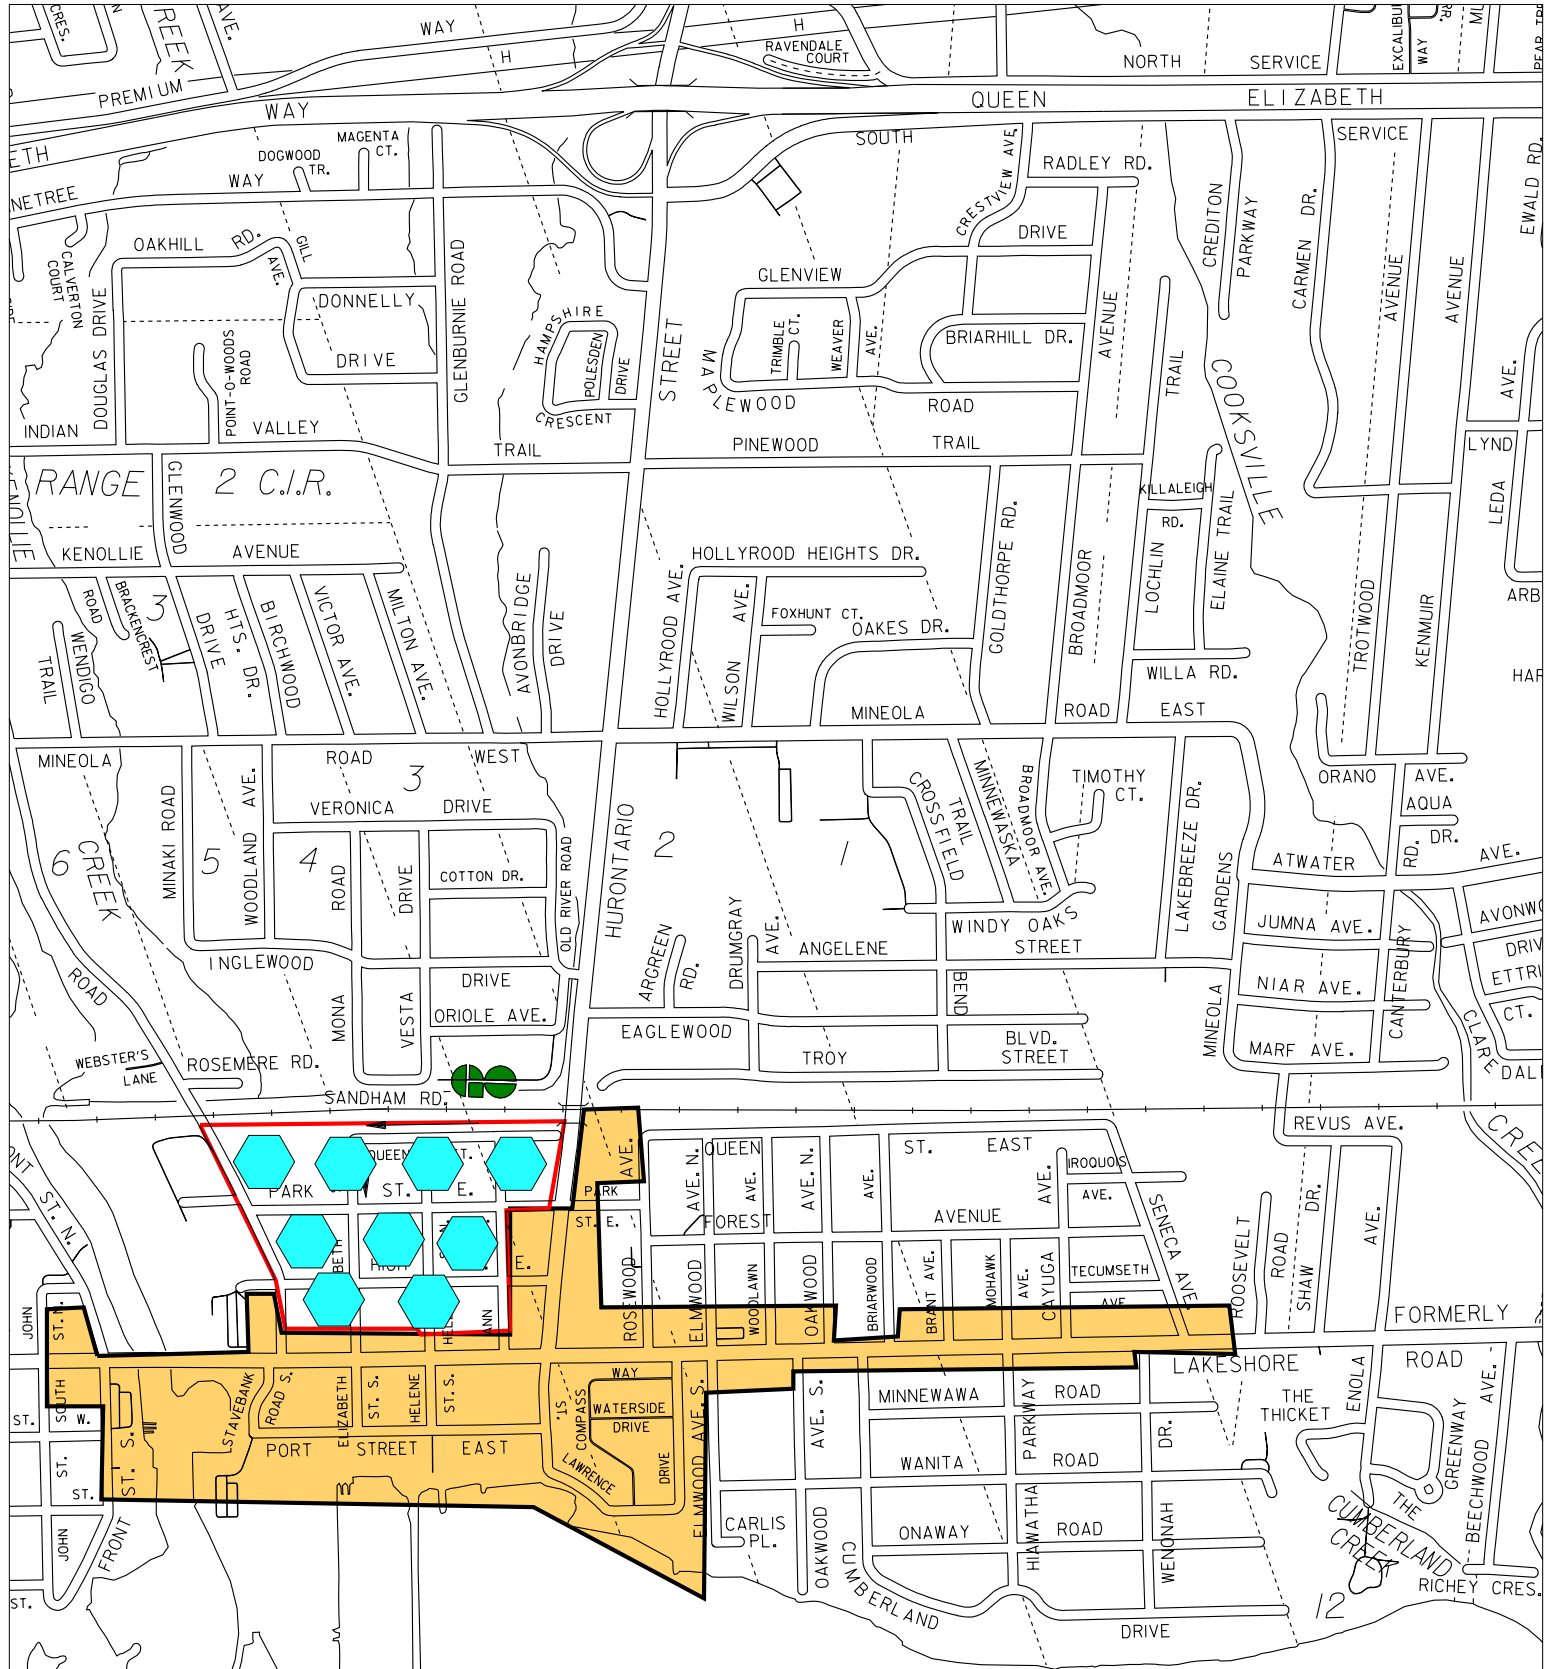 CRES.
CREEK
AVE.
WAY
H
H
RAVENDALE
COURT
NORTH
SERVICE
EXCALIBUR
WAY
PREMIUM
WAY
QUEEN
ELIZABETH
SOUTH
SERVICE
MAGENTA
CT.
DOGWOOD
TR.
WAY
CRESTVIEW AVE.
RADLEY RD.
DRIVE
CREDITON
PARKWAY
CARMEN DR.
AVENUE
AVENUE
EWALD RD.
OAKHILL RD.
GILL
AVE.
CALVERTON
COURT
DOUGLAS DRIVE
DONNELLY
DRIVE
GLENBURNIE ROAD
POINT-O-WOODS
ROAD
HAMPSHIRE
POLESDEN
DRIVE
CRESCENT
STREET
GLENVIEW
MAPLEWOOD
ROAD
TRIMBLE
CT.
WEAVER
AVE.
BRIARHILL DR.
AVENUE
TRAIL
COOKSVILLE
AVE.
INDIAN
VALLEY
TRAIL
PINEWOOD
TRAIL
LYND
RANGE 2 C.I.R.
GLENWOOD
KILLALEIGH
RD.
LEDA
KENOLLIE
AVENUE
HOLLYROOD HEIGHTS DR.
GOLDTHORPE RD.
BROADMOOR
LOCHLIN
ELAINE TRAIL
TROTWOOD
KENMUIR
ROAD
BRACKENCREST
3
DRIVE
HTS. DR.
BIRCHWOOD
VICTOR AVE.
MILTON AVE.
AVONBRIDGE
DRIVE
HOLLYROOD AVE.
WILSON
AVE.
FOXHUNT CT.
OAKES DR.
WILLA RD.
TRAIL
WENDIGO
MINEOLA
ROAD
EAST
MINEOLA
ROAD
WEST
3
VERONICA
DRIVE
ORANO
AVE.
AQUA
DR.
RD.
6
CREEK
MINAKI ROAD
5
WOODLAND AVE.
4
ROAD
DRIVE
COTTON DR.
OLD RIVER ROAD
HURONTARIO
2
1
CROSSFIELD
TRAIL
MINNEWASKA
BROADMOOR AVE.
TIMOTHY
CT.
LAKEBREEZE DR.
GARDENS
ATWATER
AVE.
ROAD
INGLEWOOD
DRIVE
MONA
VESTA
ORIOLE AVE.
ARGREEN
RD.
DRUMGRAY
AVE.
ANGELENE
STREET
WINDY OAKS
BEND
JUMNA AVE.
NIAR AVE.
MINEOLA
CANTERBURY
CT.
CLARE
EAGLEWOOD
BLVD.
TROY
STREET
MARF AVE.
WEBSTER'S
LANE
ROSEMERE RD.
SANDHAM RD.
REVUS AVE.
QUEEN
ST.
PARK
ST.
E.
AVE.
PARK
ST. E.
AVE. N.
QUEEN
ST.
EAST
AVE.
AVE. N.
AVE.
AVE.
IROQUOIS
AVE.
SENECA AVE.
FOREST
AVENUE
ROOSEVELT
ROAD
SHAW
DR.
AVE.
ST. N.
HIGH
E.
ROSEWOOD
ELMWOOD
WOODLAWN
OAKWOOD
BRIARWOOD
BRANT AVE.
MOHAWK
AVE.
CAYUGA
TECUMSETH
AVE.
JOHN
ST. N.
ANN
FORMERLY
LAKESHORE
ROAD
SOUTH
ST.
W.
STAVEBANK
ROAD S.
ELIZABETH
ST. S.
HELENE
ST. S.
ST.
COMPASS
WAY
WATERSIDE
DRIVE
LAWRENCE
DRIVE
ELMWOOD AVE. S.
AVE. S.
MINNEWAWA
ROAD
PARKWAY
DR.
THE
THICKET
ENOLA
GREENWAY
BEECHWOOD
AVE.
PORT
STREET
EAST
WANITA
ROAD
ST. S.
ST.
ST.
JOHN
FRONT
CARLIS
PL.
OAKWOOD
CUMBERLAND
ONAWAY
ROAD
HIAWATHA
WENONAH
THE
CUMBERLAND
CREEK
RICHEY CRES.
ST.
12
DRIVE